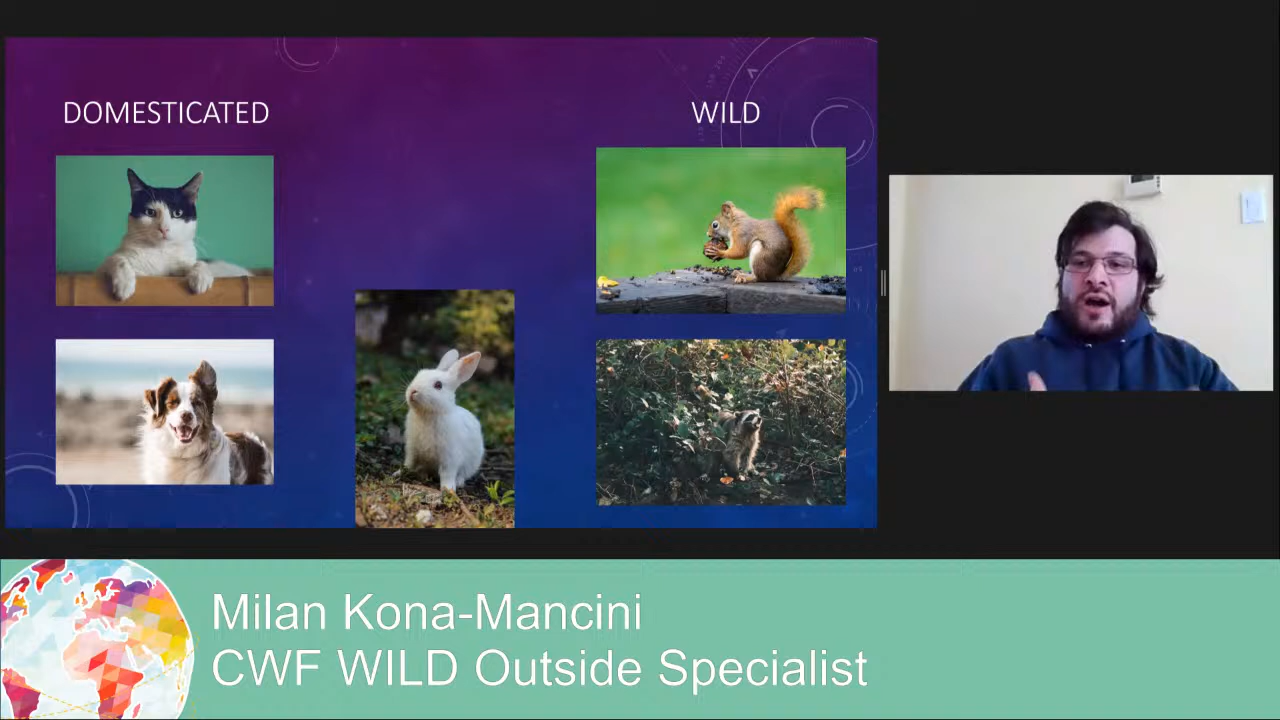 DOMESTICATED
WILD
Milan Kona-Mancini
CWF WILD Outside Specialist